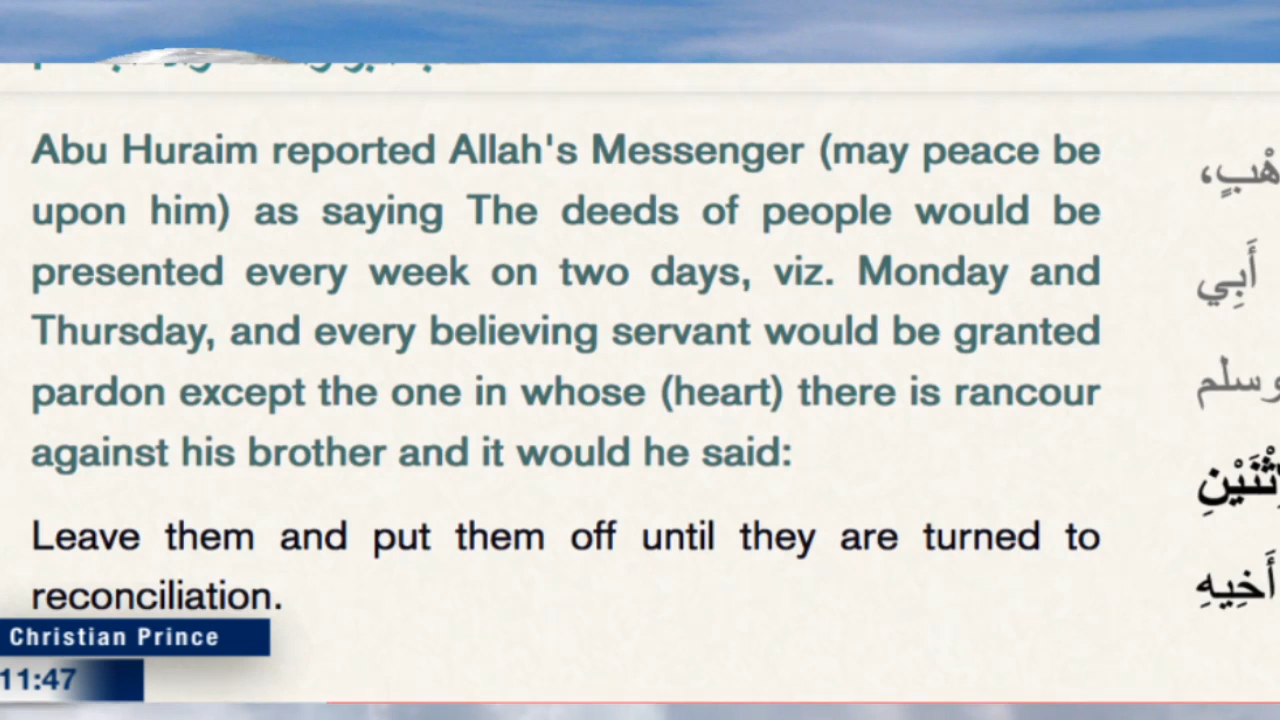 Abu Huraim reported Allah's Messenger (may peace be
upon him) as saying The deeds of people would be
presented every week on two days, viz. Monday and
Thursday, and every believing servant would be granted
pardon except the one in whose (heart) there is rancour
against his brother and it would he said:
Leave them and put them off until they are turned to
reconciliation.
أَبِي
وسلم
أَخِيهِ
Christian Prince
11:47